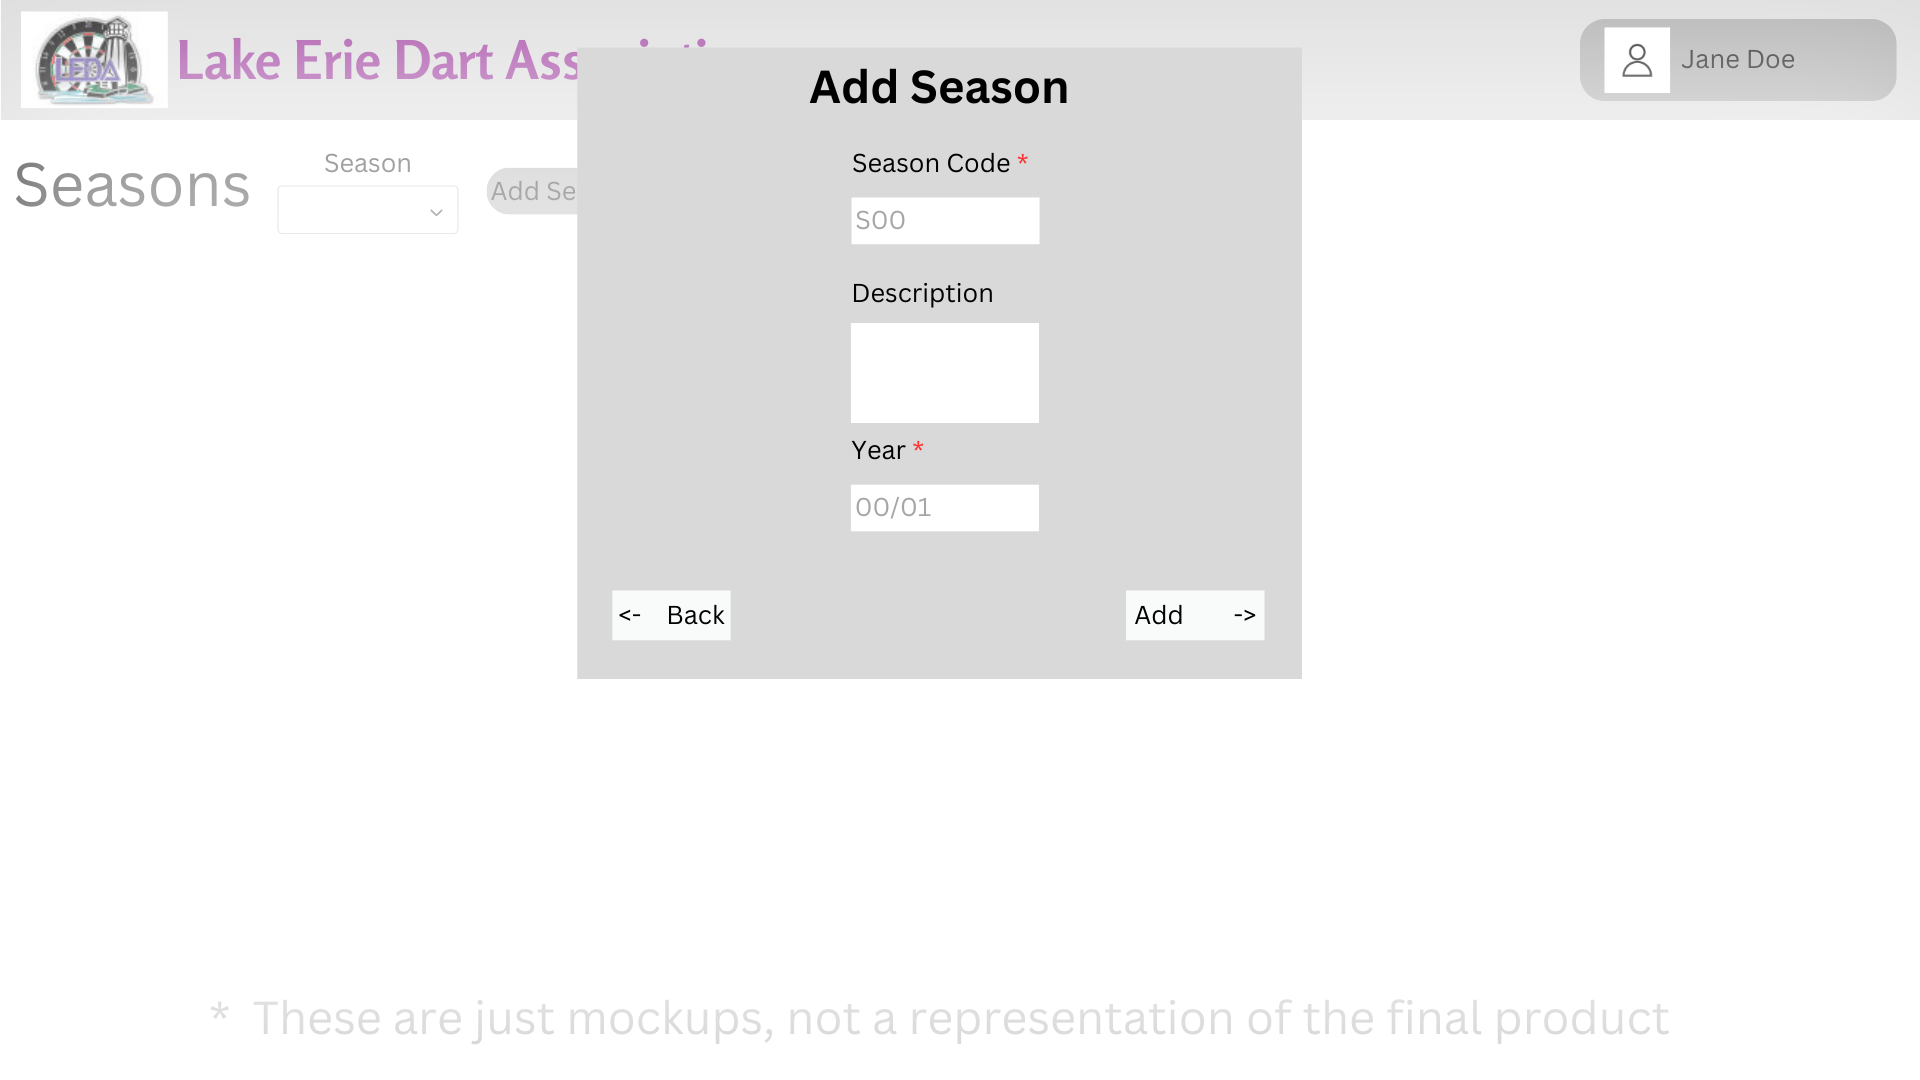 LEDA
Lake Erie Dart Ass
Jane Doe
Add Season
Seasons
Season
Add Se
Season Code *
S00
Description
Year *
00/01
<- Back
Add ->
* These are just mockups, not a representation of the final product